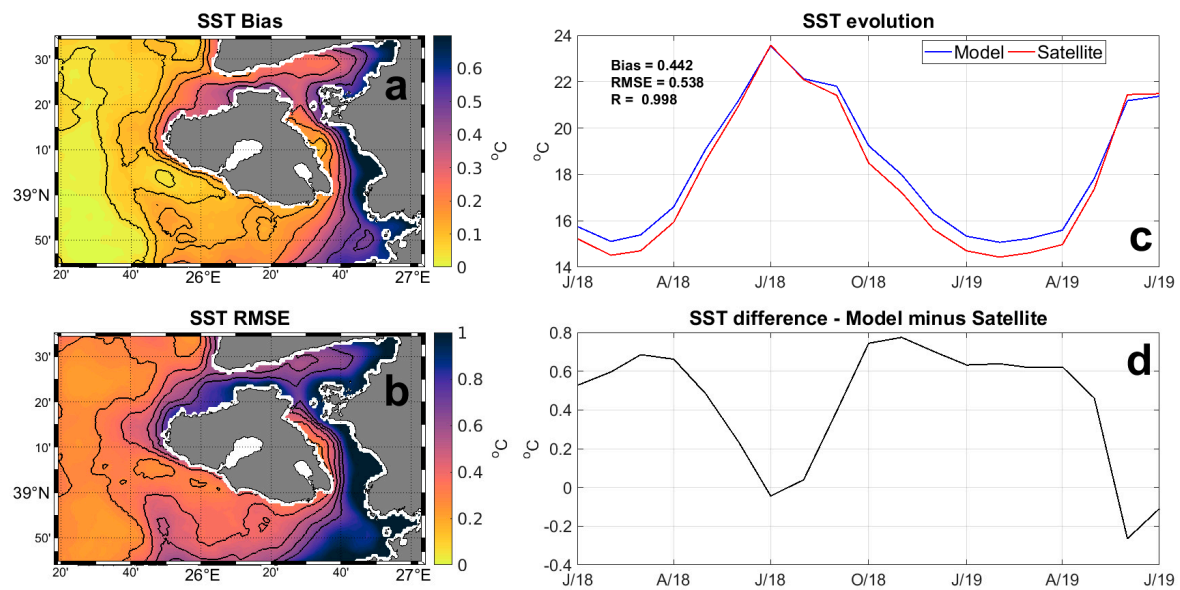 SST Bias
30'
20'
10'
39°N
50'
20'
40'
26°E
20'
40'
27°E
a
0.6
0.5
0.4
0.3
0.2
0.1
0
°C
SST evolution
24
22
20
18
16
14
°C
Bias = 0.442
RMSE = 0.538
R = 0.998
Model
Satellite
c
J/18
A/18
J/18
O/18
J/19
A/19
J/19
SST RMSE
30'
20'
10'
39°N
50'
20'
40'
26°E
20'
40'
27°E
b
1
0.8
0.6
0.4
0.2
0
°C
SST difference - Model minus Satellite
0.8
0.6
0.4
0.2
0
-0.2
-0.4
°C
d
J/18
A/18
J/18
O/18
J/19
A/19
J/19